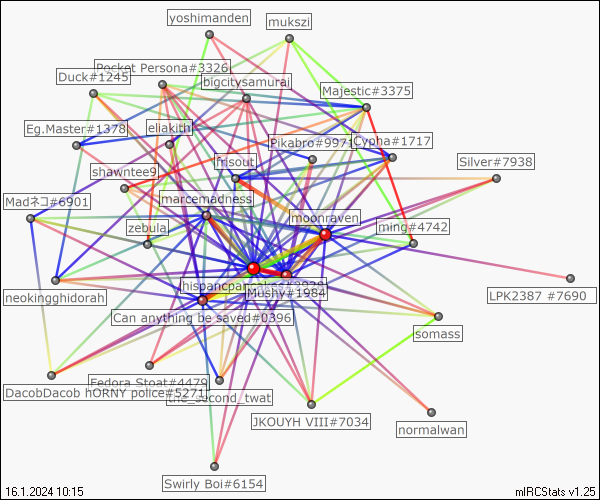 yoshimanden
mukszi
Pocket Persona#3326
Duck#1245
bigcitysamurai
Majestic#3375
Eg.Master#1378
eliakith
Pikabro#9971
Cypha#1717
frisout
Silver#7938
shawntee9
Madネコ#6901
marcemadness
moonraven
zebula
ming#4742
neokingghidorah
Mushy#1984
LPK2387 #7690
Can anything be saved#0396
somass
Fedora Stoat#4479
DacobDacob hORNY police#5271
the_second_twat
JKOUYH VIII#7034
normalwan
Swirly Boi#6154
16.1.2024 10:15
mIRCStats v1.25